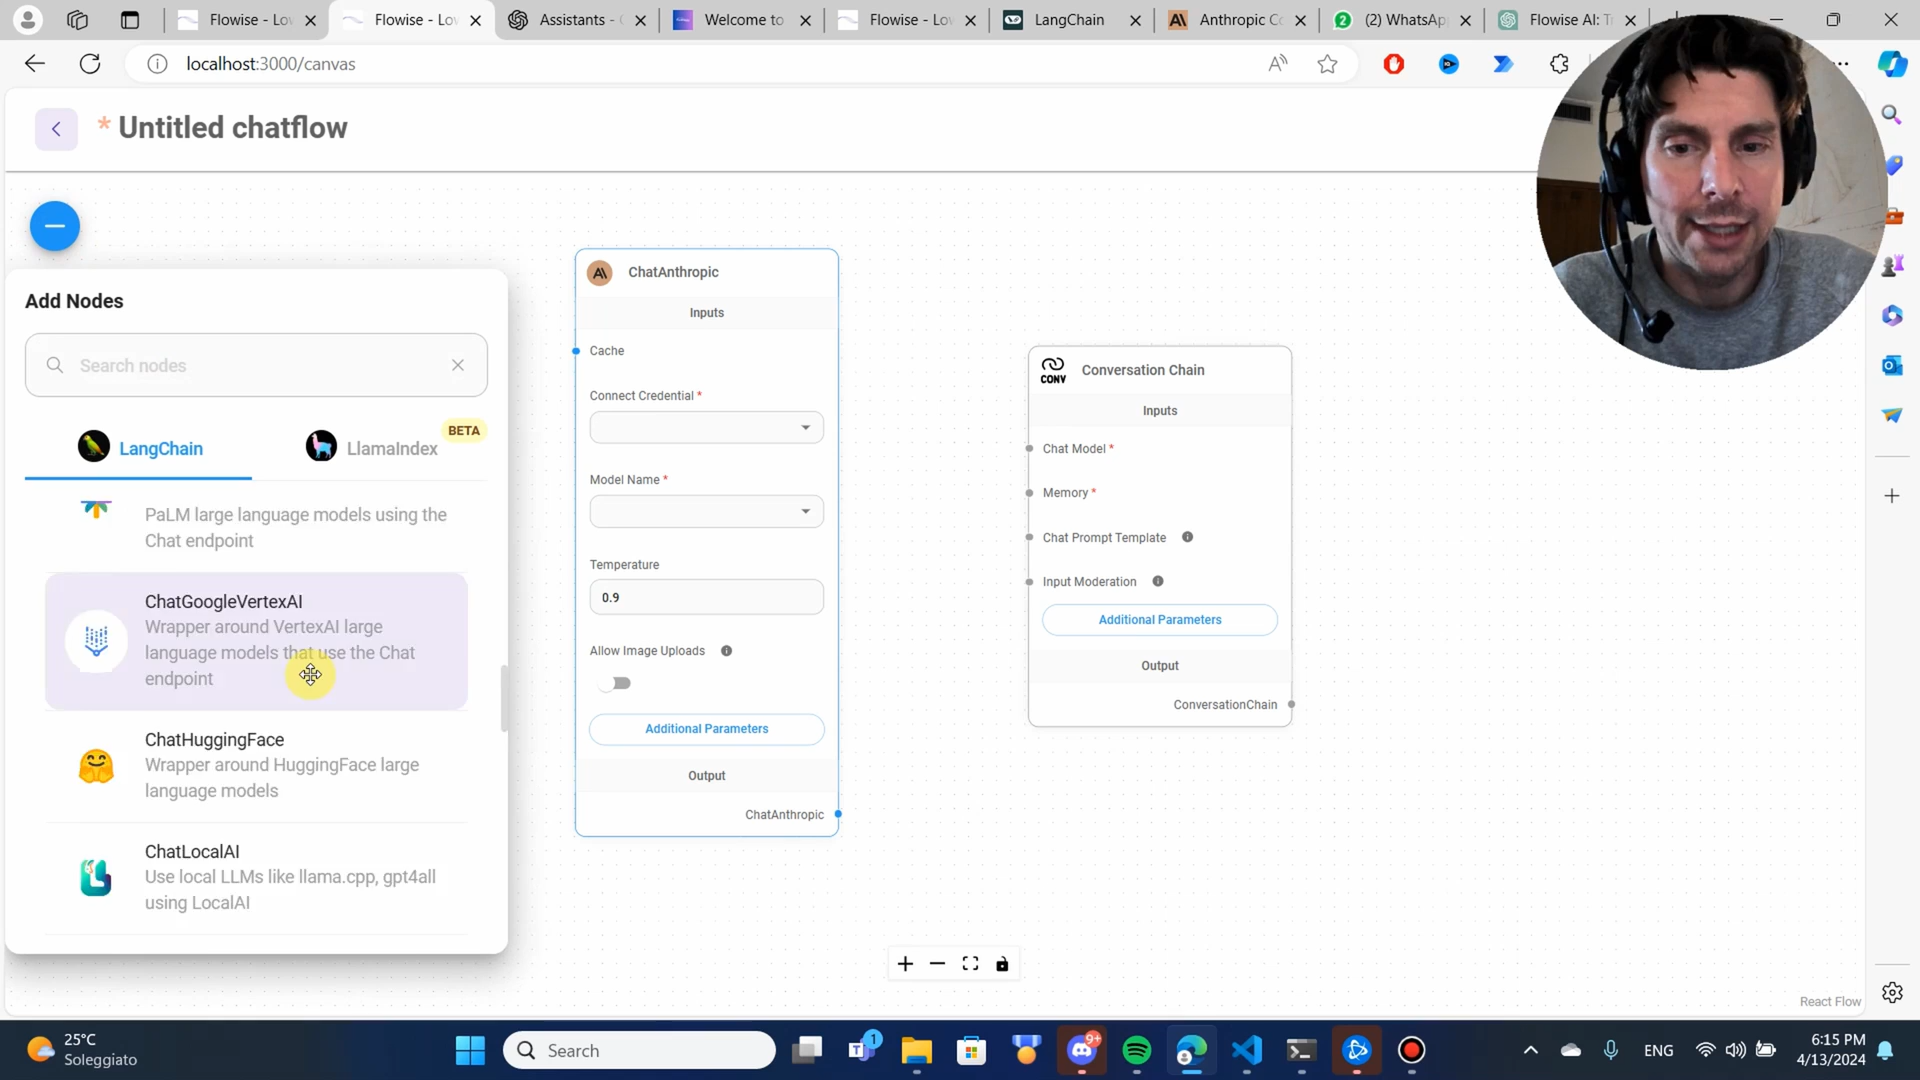 Flowise - Lo
Flowise - Lo
Assistants -
Welcome to
Flowise - Lo
LangChain
Anthropic Co
(2) WhatsAp
Flowise AI: T
localhost:3000/canvas
* Untitled chatflow
Add Nodes
Search nodes
LangChain
LlamaIndex
BETA
PaLM large language models using the
Chat endpoint
ChatGoogleVertexAI
Wrapper around VertexAI large
language models that use the Chat
endpoint
ChatHuggingFace
Wrapper around HuggingFace large
language models
ChatLocalAI
Use local LLMs like llama.cpp, gpt4all
using LocalAI
ChatAnthropic
Inputs
Cache
Connect Credential *
Model Name *
Temperature
0.9
Allow Image Uploads
Additional Parameters
Output
ChatAnthropic
CONV
Conversation Chain
Inputs
Chat Model *
Memory *
Chat Prompt Template
Input Moderation
Additional Parameters
Output
ConversationChain
React Flow
25°C
Soleggiato
Search
1
9+
ENG
6:15 PM
4/13/2024